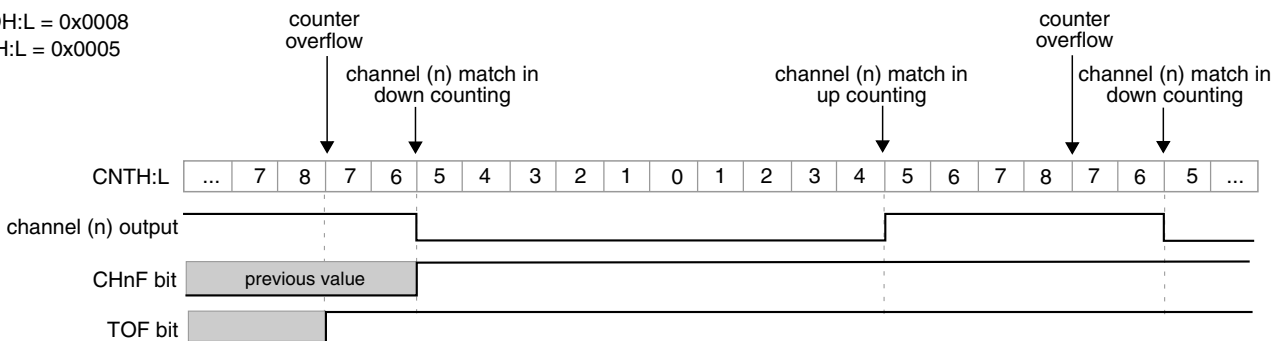 H:L = 0x0008
H:L = 0x0005
counter
overflow
counter
overflow
channel (n) match in
down counting
channel (n) match in
up counting
channel (n) match in
down counting
CNTH:L ... 7 8 7 6 5 4 3 2 1 0 1 2 3 4 5 6 7 8 7 6 5 ...
channel (n) output
CHnF bit previous value
TOF bit